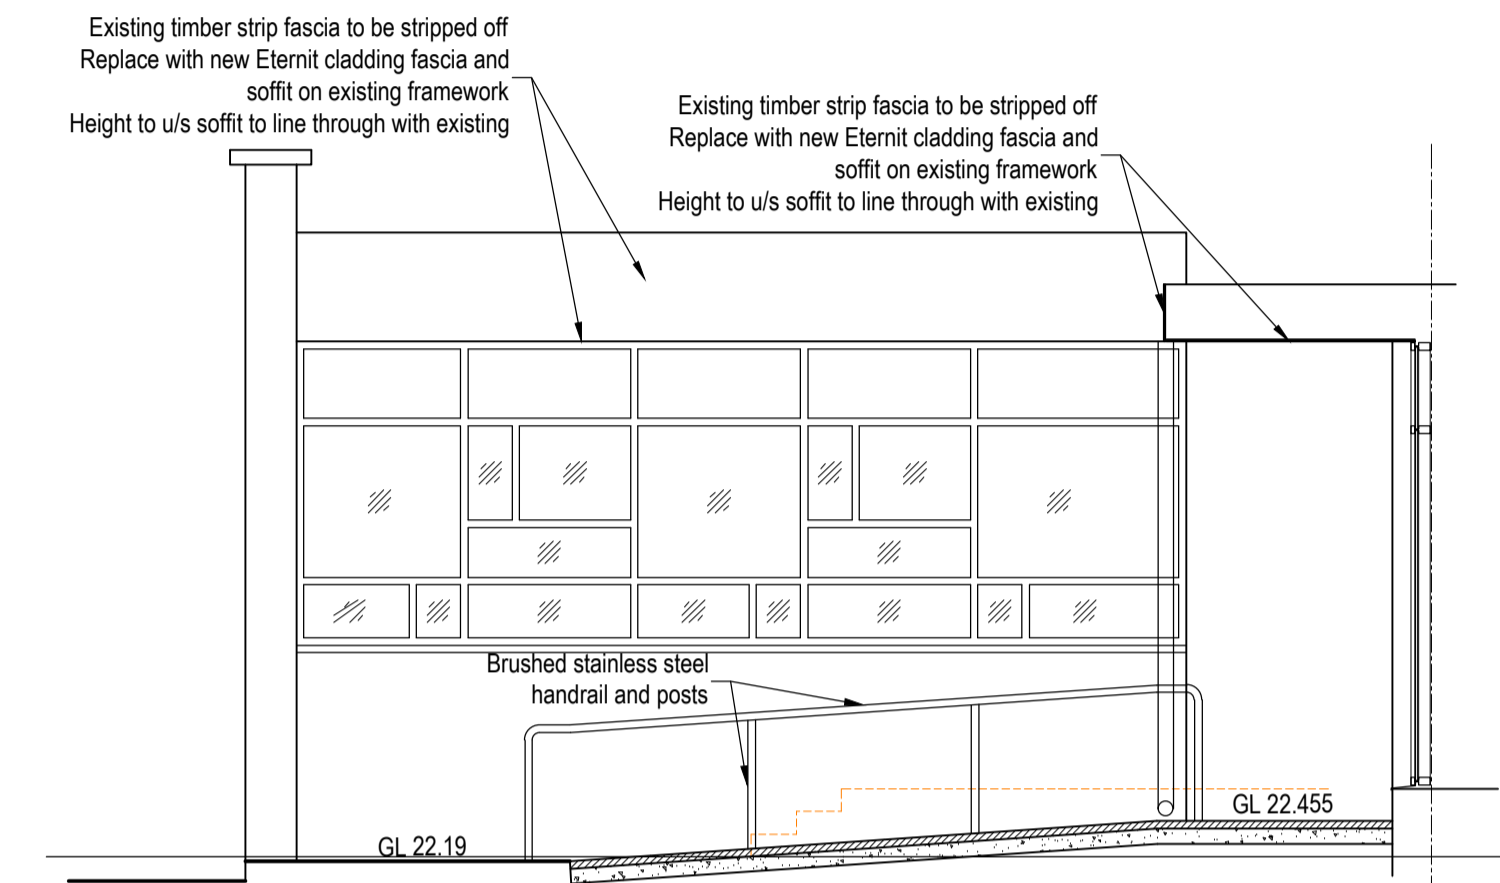 Existing timber strip fascia to be stripped off
Replace with new Eternit cladding fascia and
soffit on existing framework
Height to u/s soffit to line through with existing
Existing timber strip fascia to be stripped off
Replace with new Eternit cladding fascia and
soffit on existing framework
Height to u/s soffit to line through with existing
Brushed stainless steel
handrail and posts
GL 22.455
GL 22.19